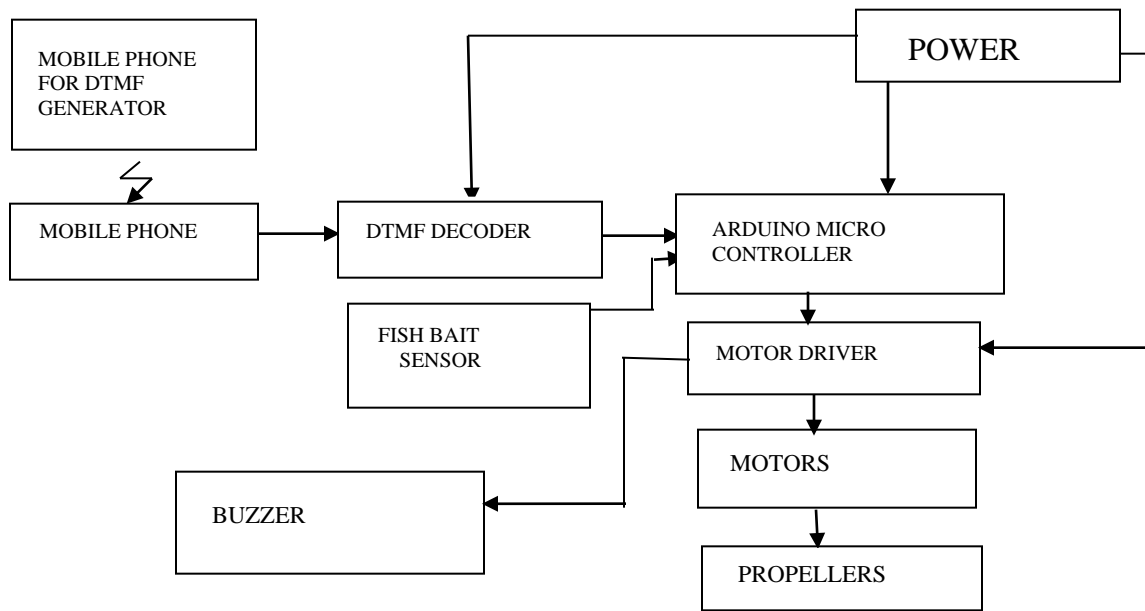 MOBILE PHONE
FOR DTMF
GENERATOR
POWER
MOBILE PHONE
DTMF DECODER
ARDUINO MICRO
CONTROLLER
FISH BAIT
SENSOR
MOTOR DRIVER
MOTORS
BUZZER
PROPELLERS